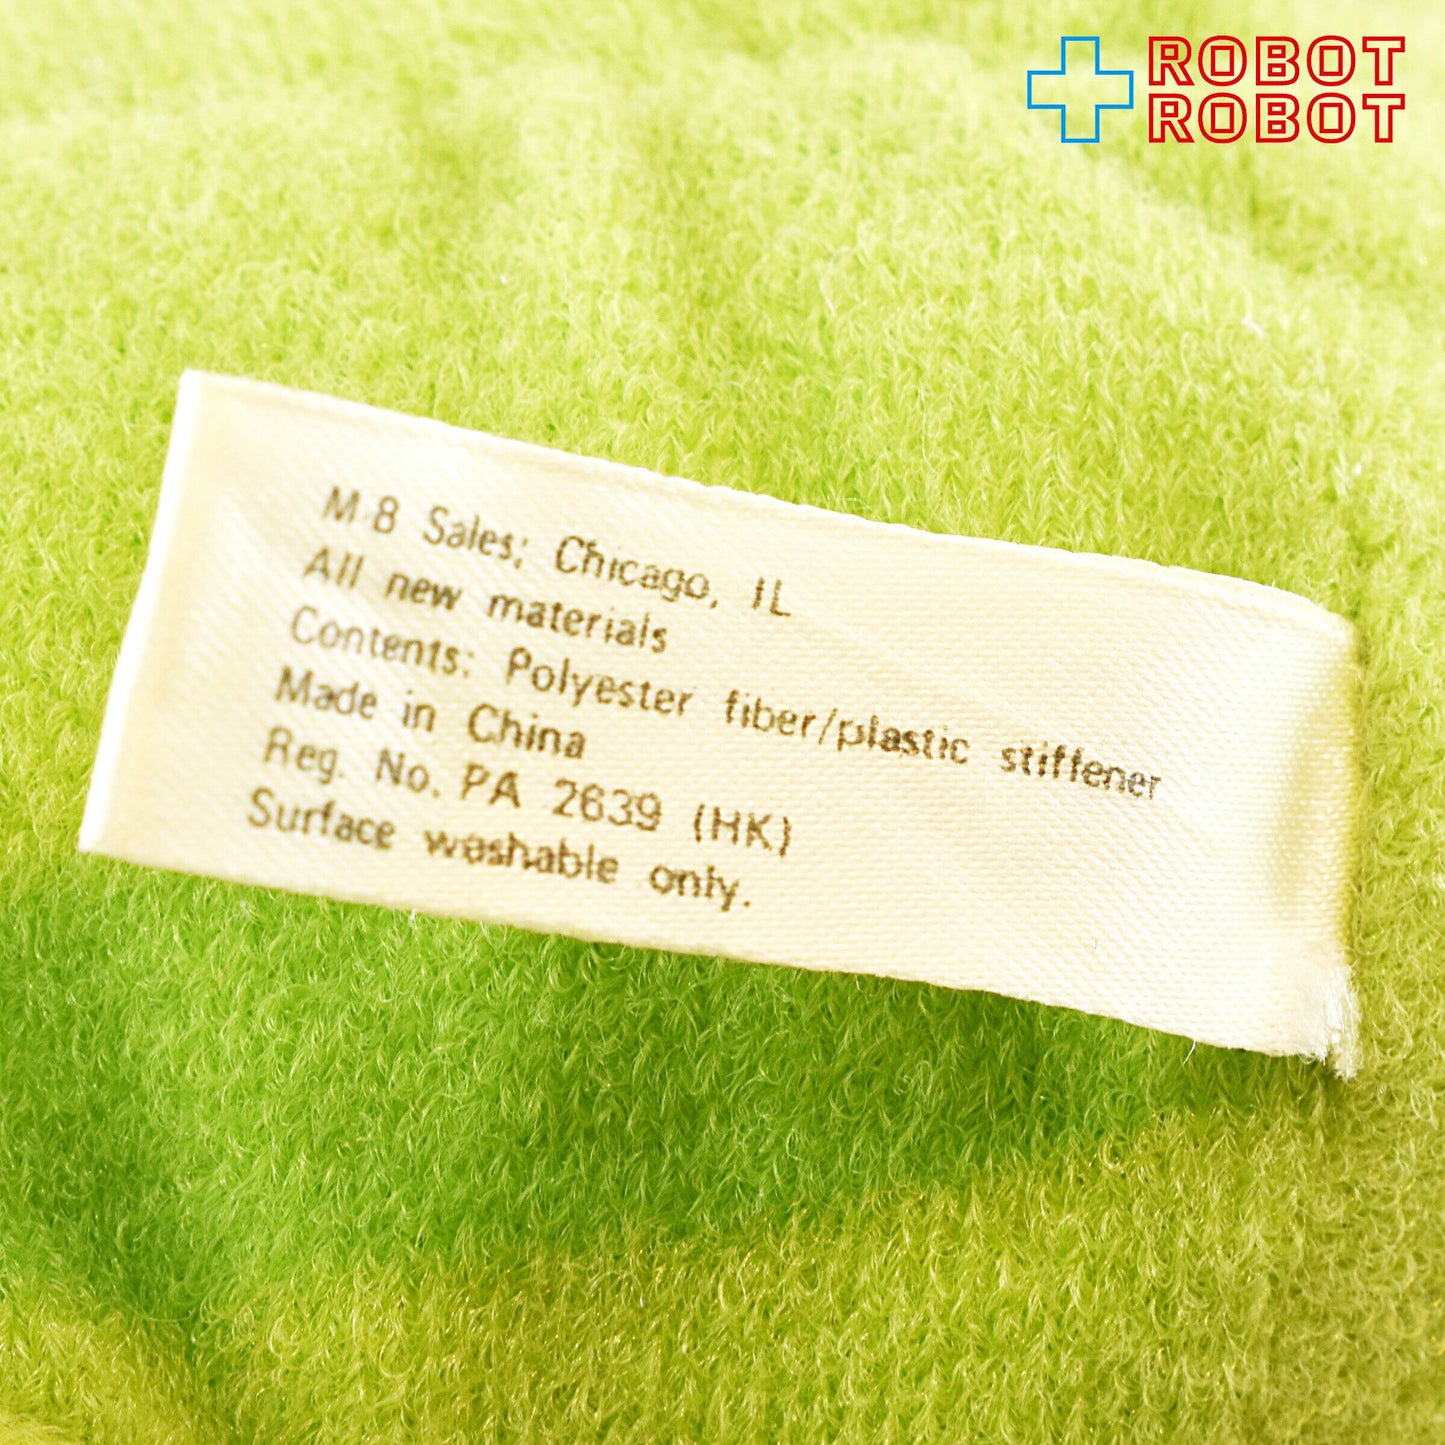 ROBOT
ROBOT
M-B Sales; Chicago, IL
All new materials
Contents: Polyester fiber/plastic stiffener
Made in China
Reg. No. PA 2639 (HK)
Surface washable only.